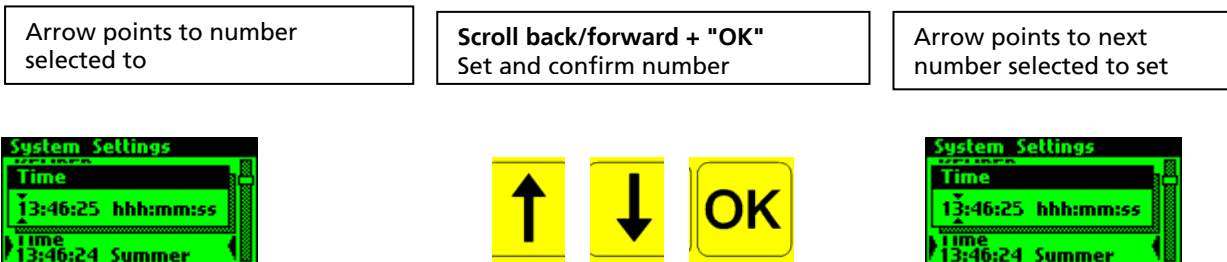 Arrow points to number
selected to
Scroll back/forward + "OK"
Set and confirm number
Arrow points to next
number selected to set
System Settings
Time
13:46:25 hhh:mm:ss
Time
13:46:24 Summer
OK
System Settings
Time
13:46:25 hhh:mm:ss
Time
13:46:24 Summer